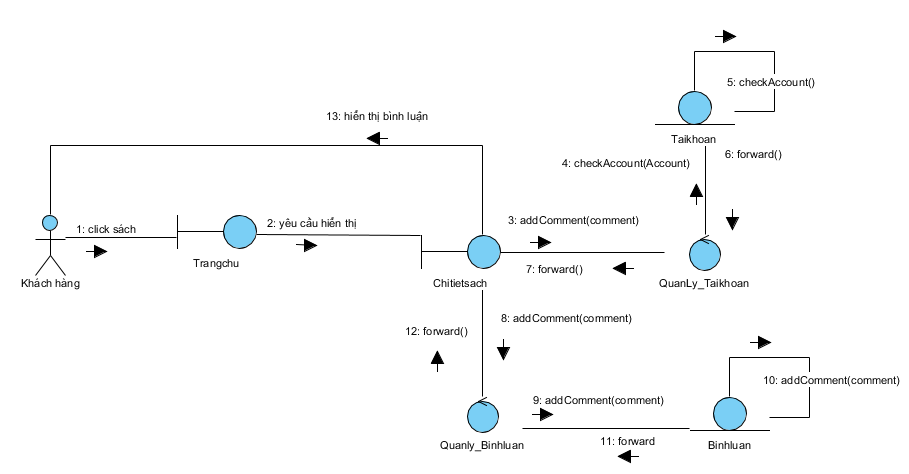 5: checkAccount()
13: hiển thị bình luận
Taikhoan
6: forward()
4: checkAccount(Account)
1: click sách
2: yêu cầu hiển thị
3: addComment(comment)
Trangchu
7: forward()
Khách hàng
Chitietsach
QuanLy_Taikhoan
8: addComment(comment)
12: forward()
10: addComment(comment)
9: addComment(comment)
Quanly_Binhluan
11: forward
Binhluan